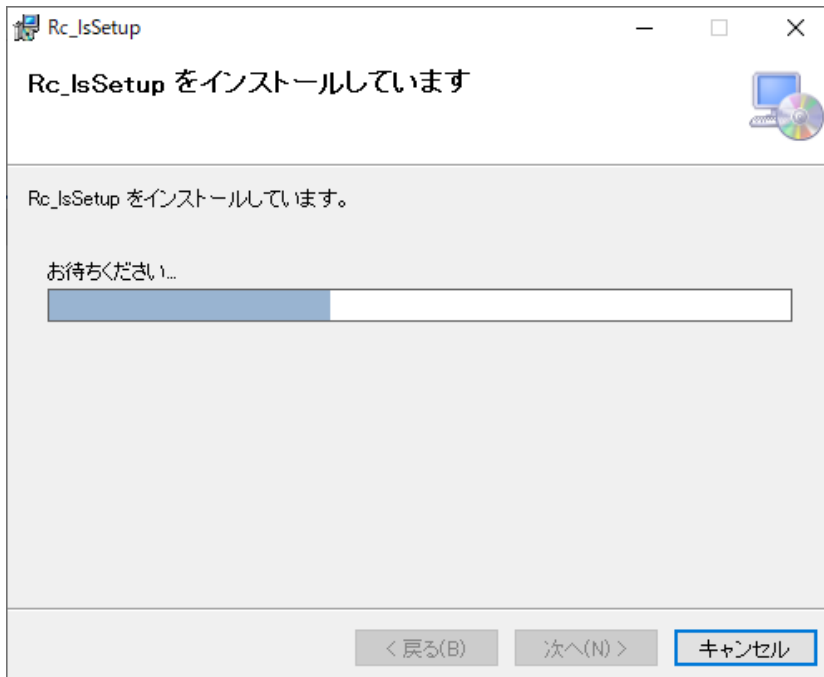 Rc_IsSetup
Rc_IsSetup をインストールしています
Rc_IsSetup をインストールしています。
お待ちください...
< 戻る(B)
次へ(N) >
キャンセル